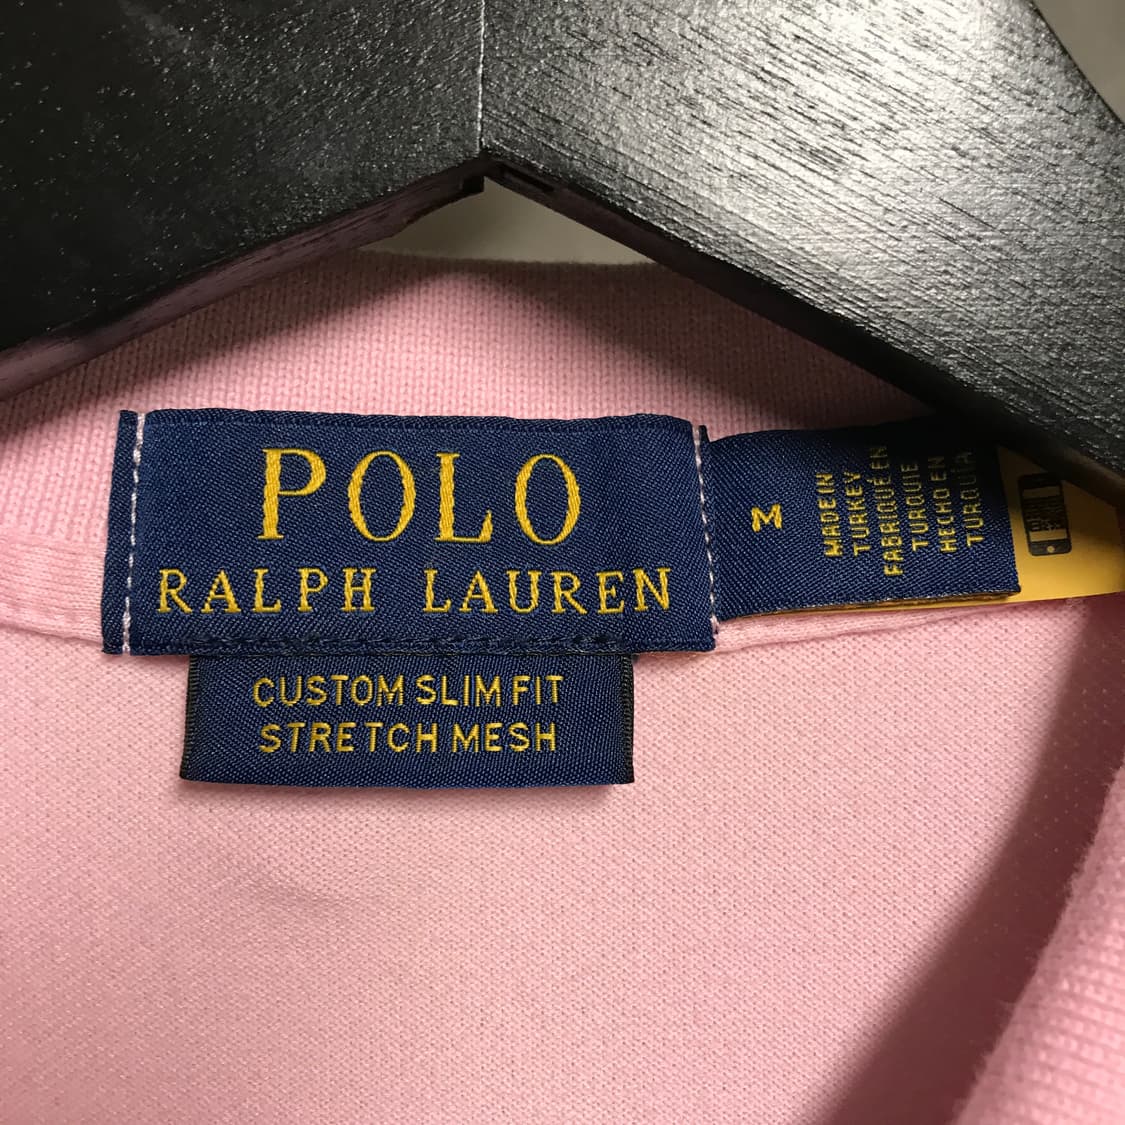 POLO
RALPH LAUREN
CUSTOM SLIM FIT
STRETCH MESH
M
MADE IN
TURKEY
FABRIQUÉ EN
TURQUIE
HECHO EN
TURQUÍA